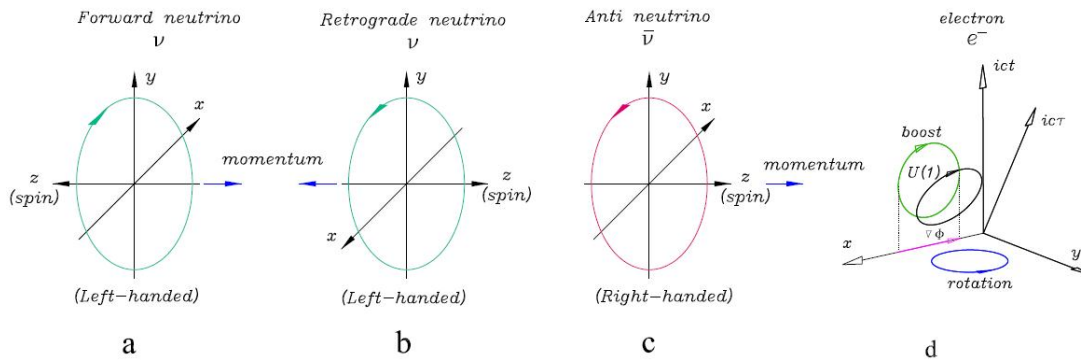 Forward neutrino
ν
y
x
z
(spin)
momentum
(Left-handed)
a
Retrograde neutrino
ν
y
x
z
(spin)
(Left-handed)
b
Anti neutrino
ν̄
y
x
z
(spin)
momentum
(Right-handed)
c
electron
e⁻
ict
icτ
boost
U(1)
∇ϕ
x
y
rotation
d